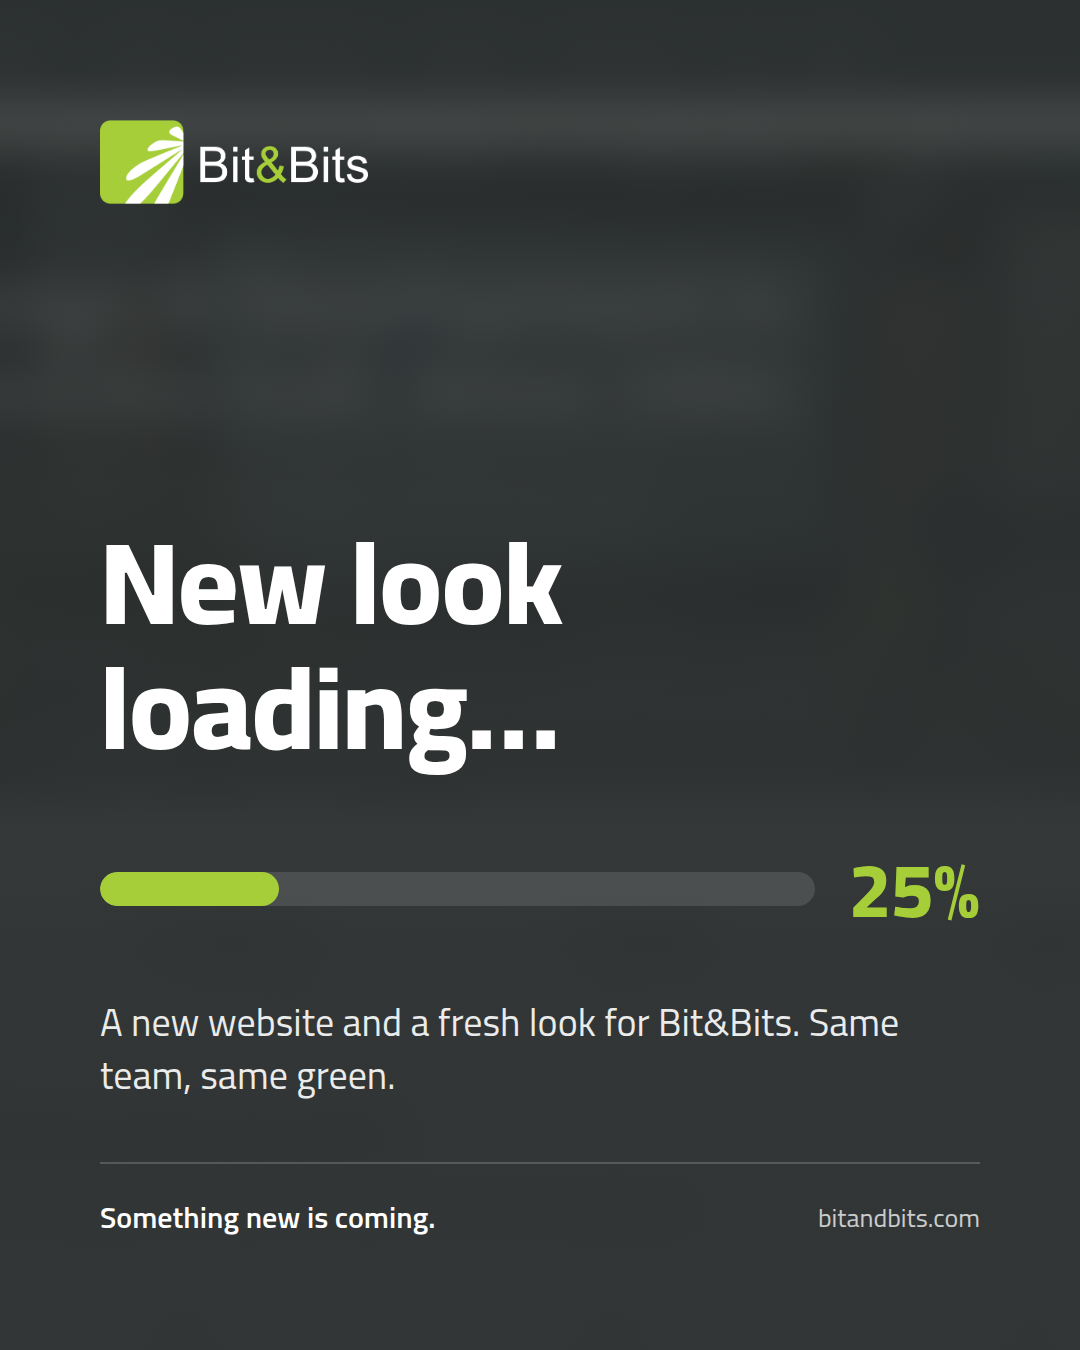 Bit&Bits
New look
loading...
25%
A new website and a fresh look for Bit&Bits. Same
team, same green.
Something new is coming.
bitandbits.com